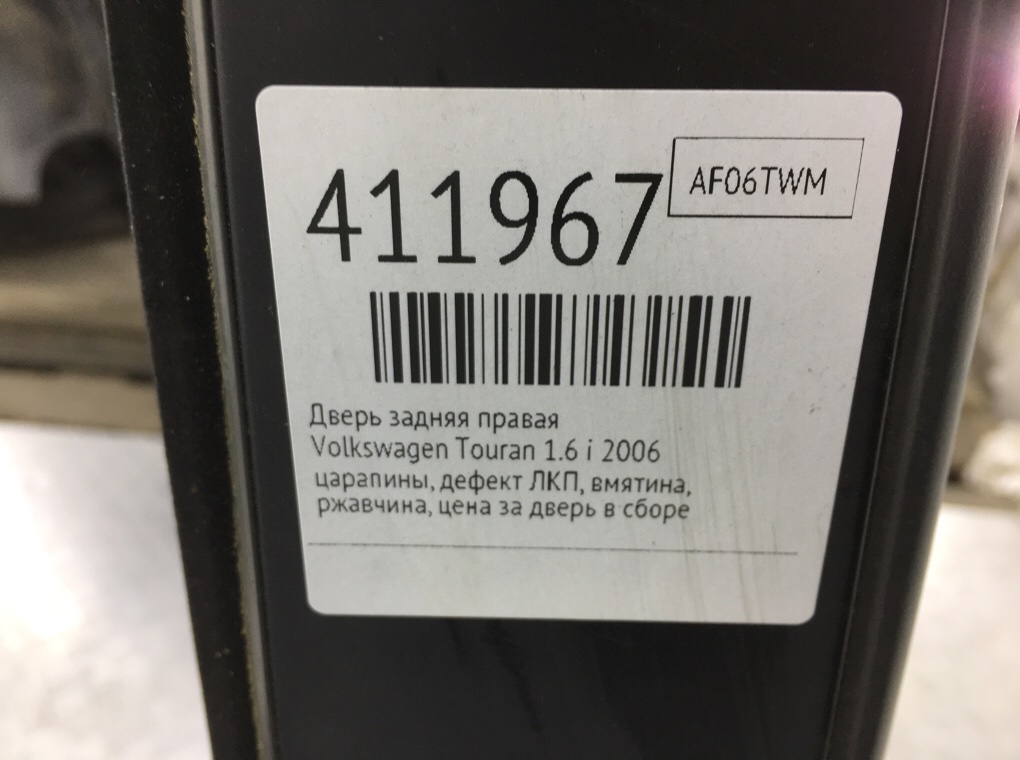 411967
AF06TWM
Дверь задняя правая
Volkswagen Touran 1.6 i 2006
царапины, дефект ЛКП, вмятина,
ржавчина, цена за дверь в сборе